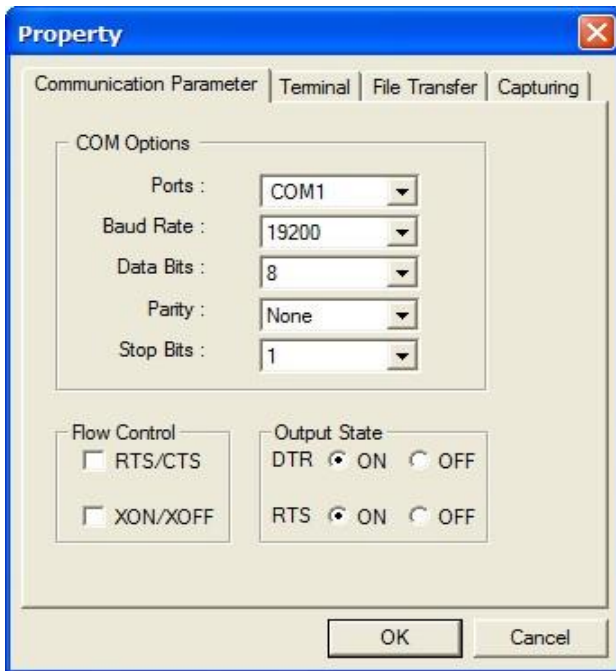 Property
Communication Parameter Terminal File Transfer Capturing
COM Options
Ports : COM1
Baud Rate : 19200
Data Bits : 8
Parity : None
Stop Bits : 1
Flow Control
RTS/CTS
XON/XOFF
Output State
DTR ON OFF
RTS ON OFF
OK Cancel